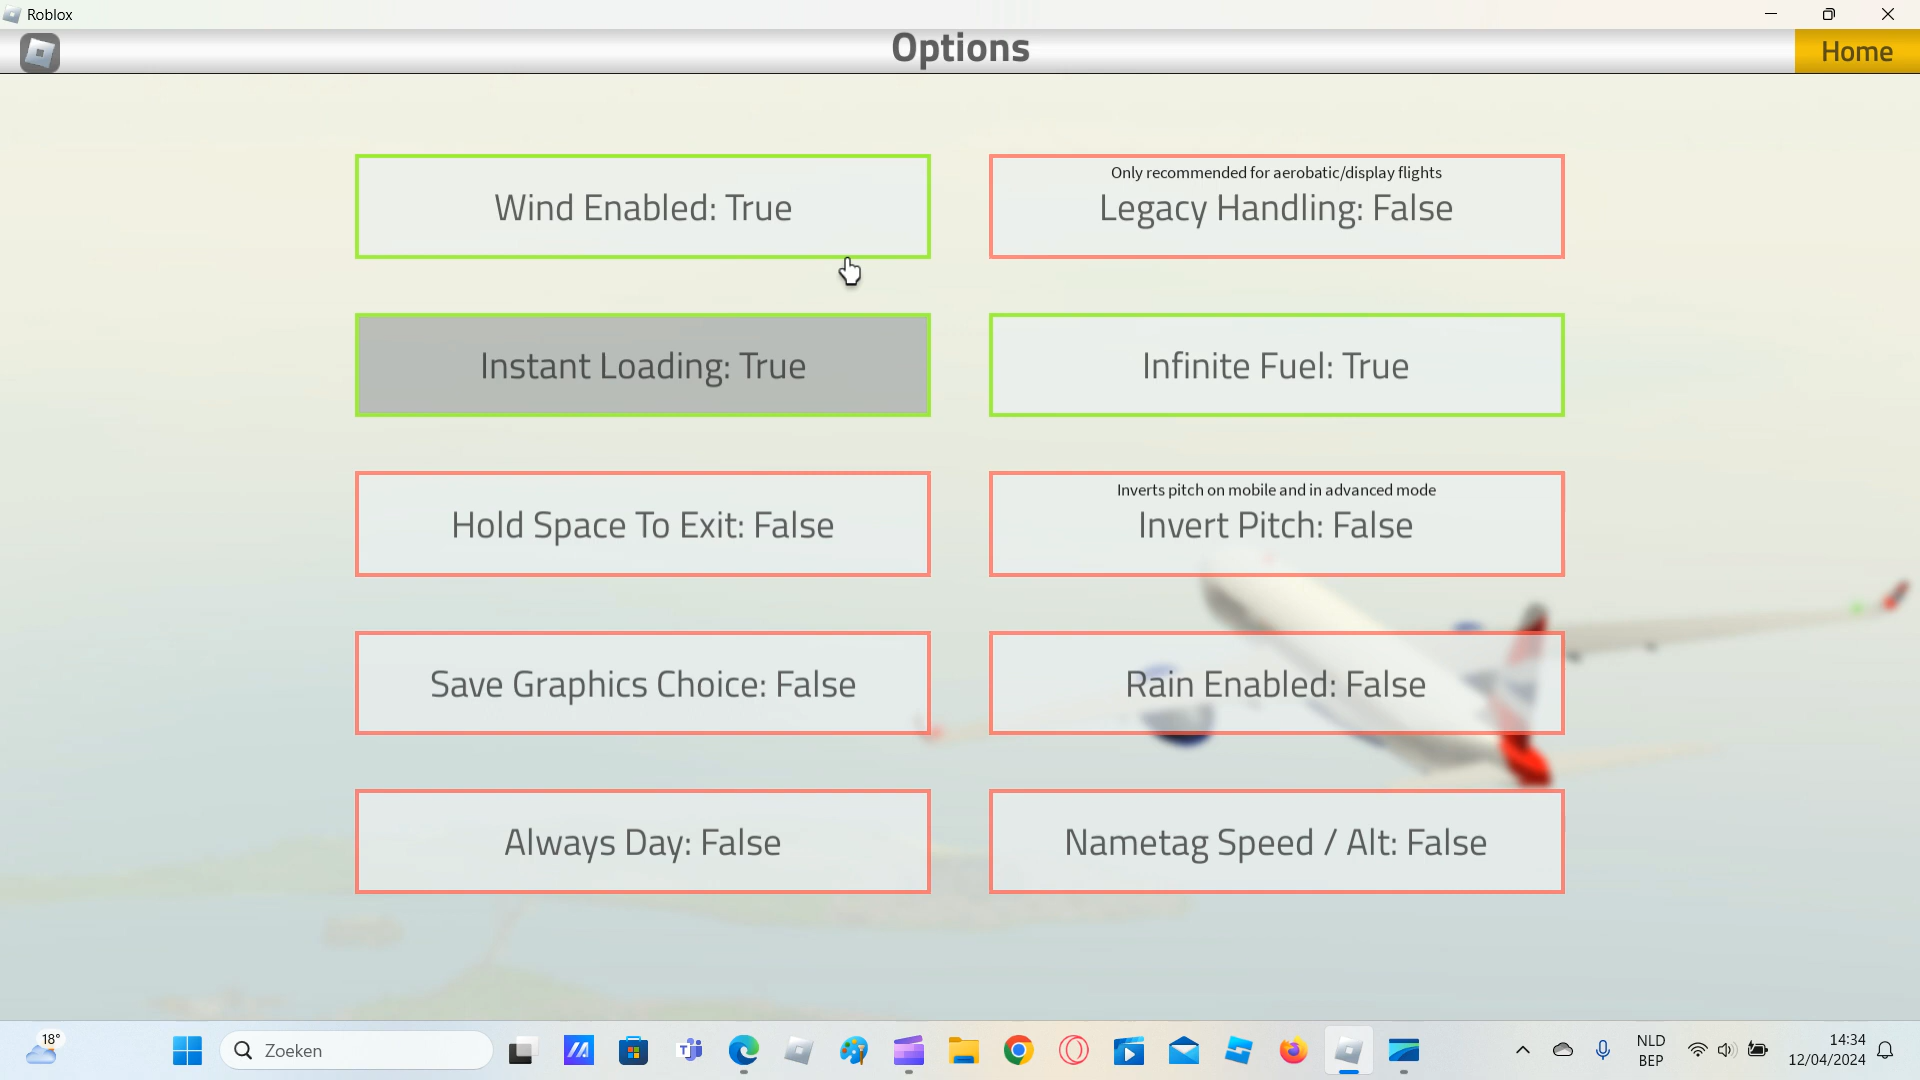 Roblox
Options
Home
Wind Enabled: True
Only recommended for aerobatic/display flights
Legacy Handling: False
Instant Loading: True
Infinite Fuel: True
Hold Space To Exit: False
Inverts pitch on mobile and in advanced mode
Invert Pitch: False
Save Graphics Choice: False
Rain Enabled: False
Always Day: False
Nametag Speed / Alt: False
18°
Zoeken
NLD
BEP
14:34
12/04/2024